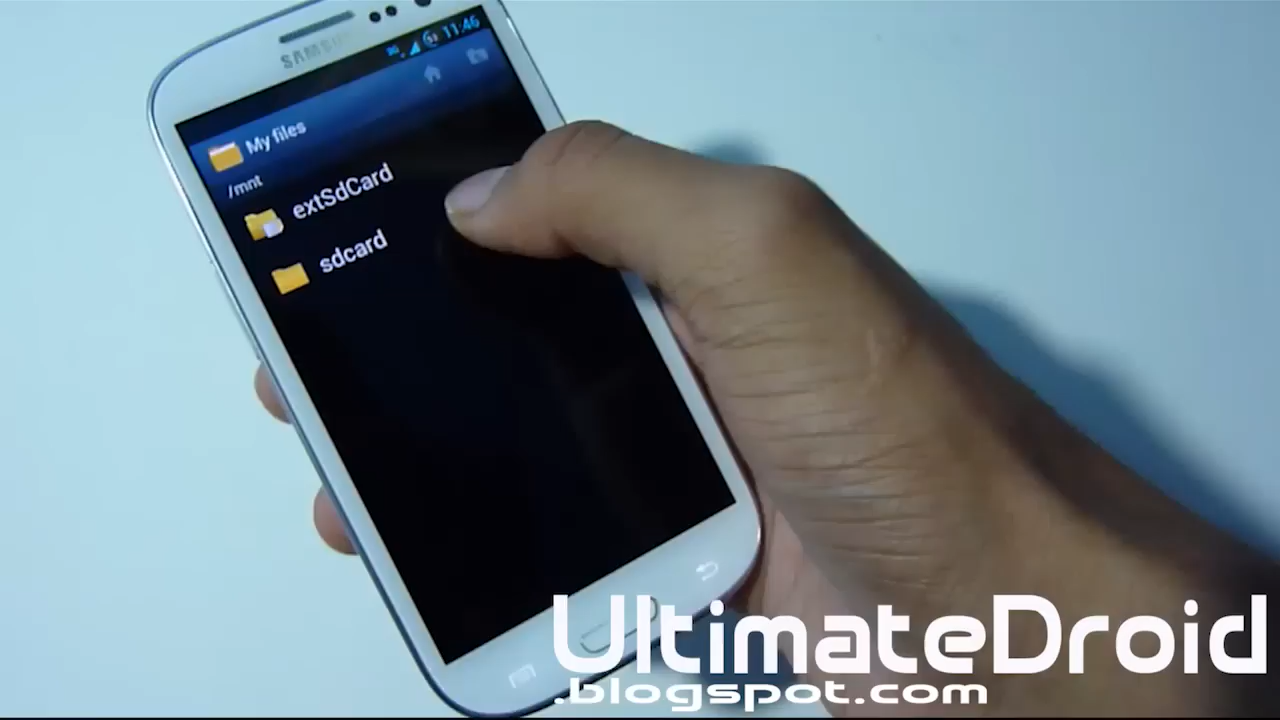 SAMSUNG
11:46
My files
/mnt
extSdCard
sdcard
UltimateDroid
.blogspot.com